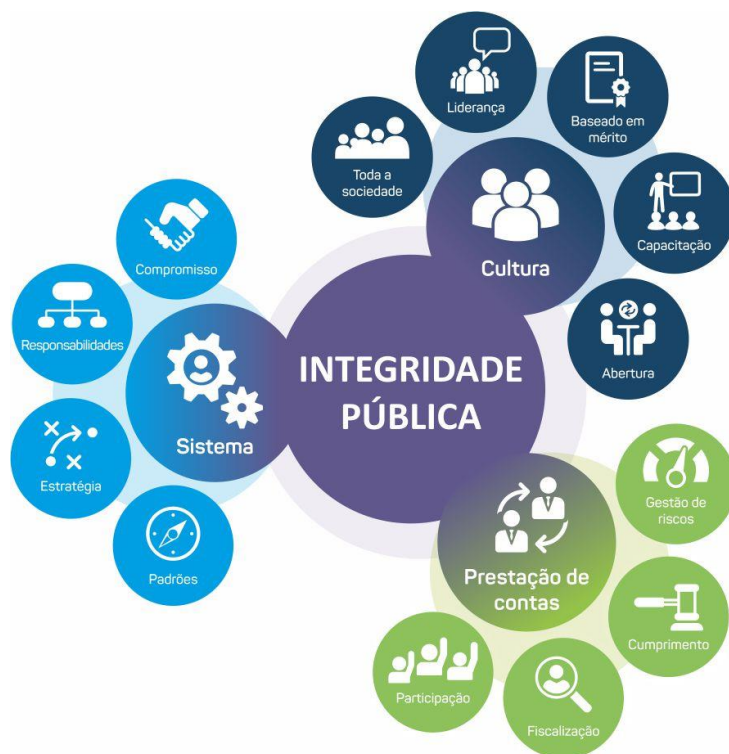 INTEGRIDADE
PÚBLICA
Cultura
Toda a
sociedade
Liderança
Baseado em
mérito
Capacitação
Abertura
Sistema
Compromisso
Responsabilidades
Estratégia
Padrões
Prestação de
contas
Gestão de
riscos
Cumprimento
Fiscalização
Participação